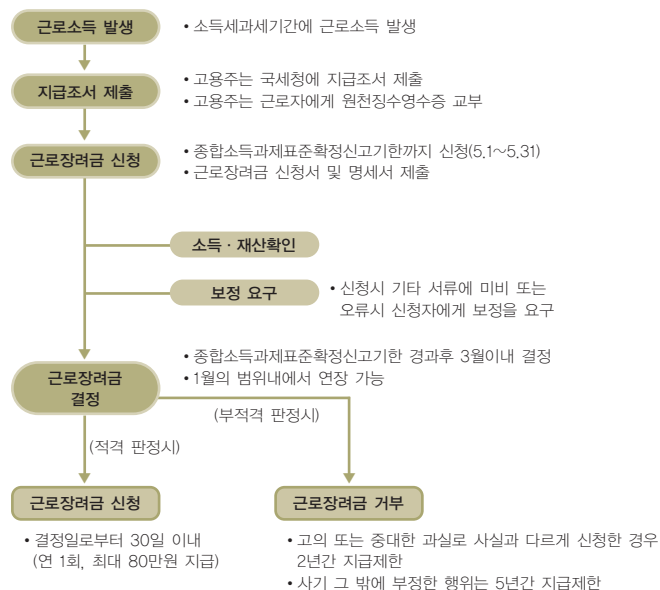 근로소득 발생
• 소득세과세기간에 근로소득 발생
지급조서 제출
• 고용주는 국세청에 지급조서 제출
• 고용주는 근로자에게 원천징수영수증 교부
근로장려금 신청
• 종합소득과제표준확정신고기한까지 신청(5.1~5.31)
• 근로장려금 신청서 및 명세서 제출
소득 · 재산확인
보정 요구
• 신청시 기타 서류에 미비 또는
오류시 신청자에게 보정을 요구
근로장려금
결정
• 종합소득과제표준확정신고기한 경과후 3월이내 결정
• 1월의 범위내에서 연장 가능
(부적격 판정시)
(적격 판정시)
근로장려금 신청
• 결정일로부터 30일 이내
(연 1회, 최대 80만원 지급)
근로장려금 거부
• 고의 또는 중대한 과실로 사실과 다르게 신청한 경우
2년간 지급제한
• 사기 그 밖에 부정한 행위는 5년간 지급제한